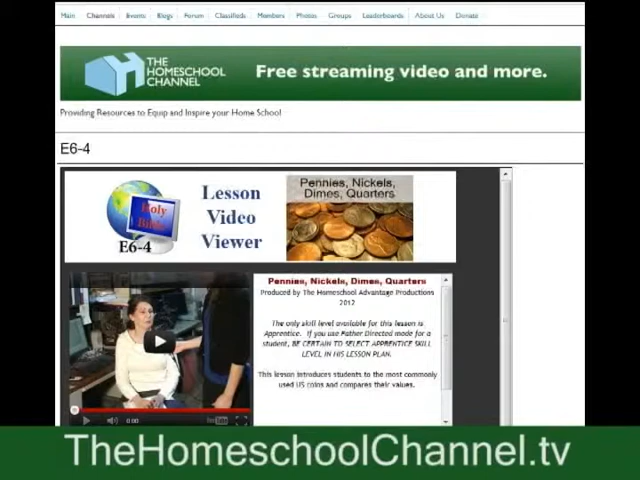 Main Channels Events Blogs Forum Classifieds Members Photos Groups Leaderboards About Us Donate
THE
HOMESCHOOL
CHANNEL
Free streaming video and more.
Providing Resources to Equip and Inspire your Home School
E6-4
Holy
Bible
E6-4
Lesson
Video
Viewer
Pennies, Nickels,
Dimes, Quarters
Pennies, Nickels, Dimes, Quarters
Produced by The Homeschool Advantage Productions
2012
The only skill level available for this lesson is
Apprentice. If you use Rather Directed mode for a
student, BE CERTAIN TO SELECT APPRENTICE SKILL
LEVEL IN HIS LESSON PLAN.
This lesson introduces students to the most commonly
used US coins and compares their values.
0:00
TheHomeschoolChannel.tv